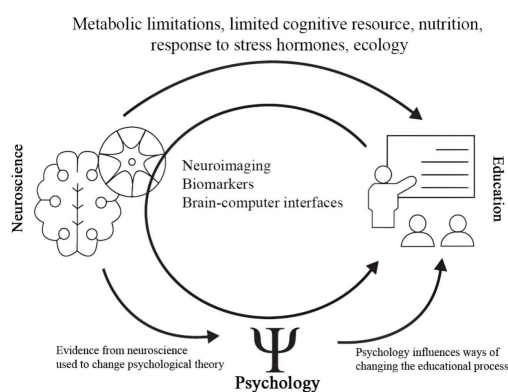 Metabolic limitations, limited cognitive resource, nutrition,
response to stress hormones, ecology
Neuroscience
Neuroimaging
Biomarkers
Brain-computer interfaces
Education
Evidence from neuroscience
used to change psychological theory
Ψ
Psychology
Psychology influences ways of
changing the educational process